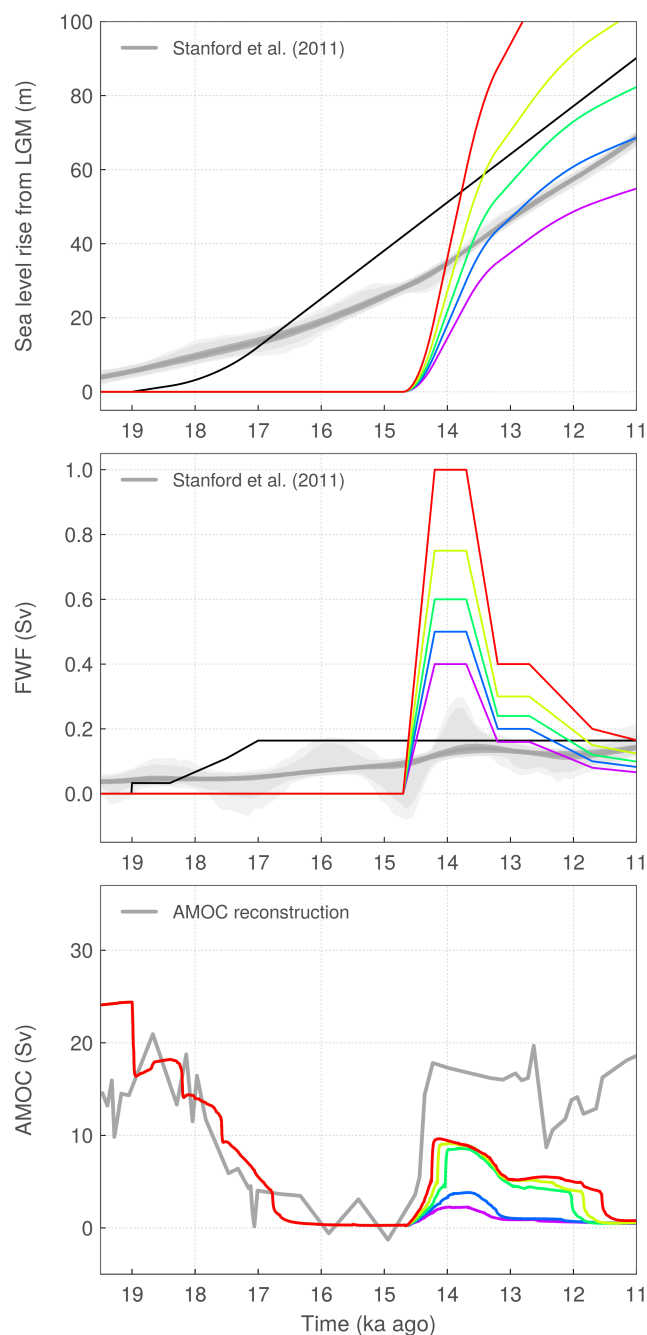 Sea level rise from LGM (m)
100
80
60
40
20
0
Stanford et al. (2011)
19 18 17 16 15 14 13 12 11
FWF (Sv)
1.0
0.8
0.6
0.4
0.2
0.0
Stanford et al. (2011)
19 18 17 16 15 14 13 12 11
AMOC (Sv)
30
20
10
0
AMOC reconstruction
19 18 17 16 15 14 13 12 11
Time (ka ago)